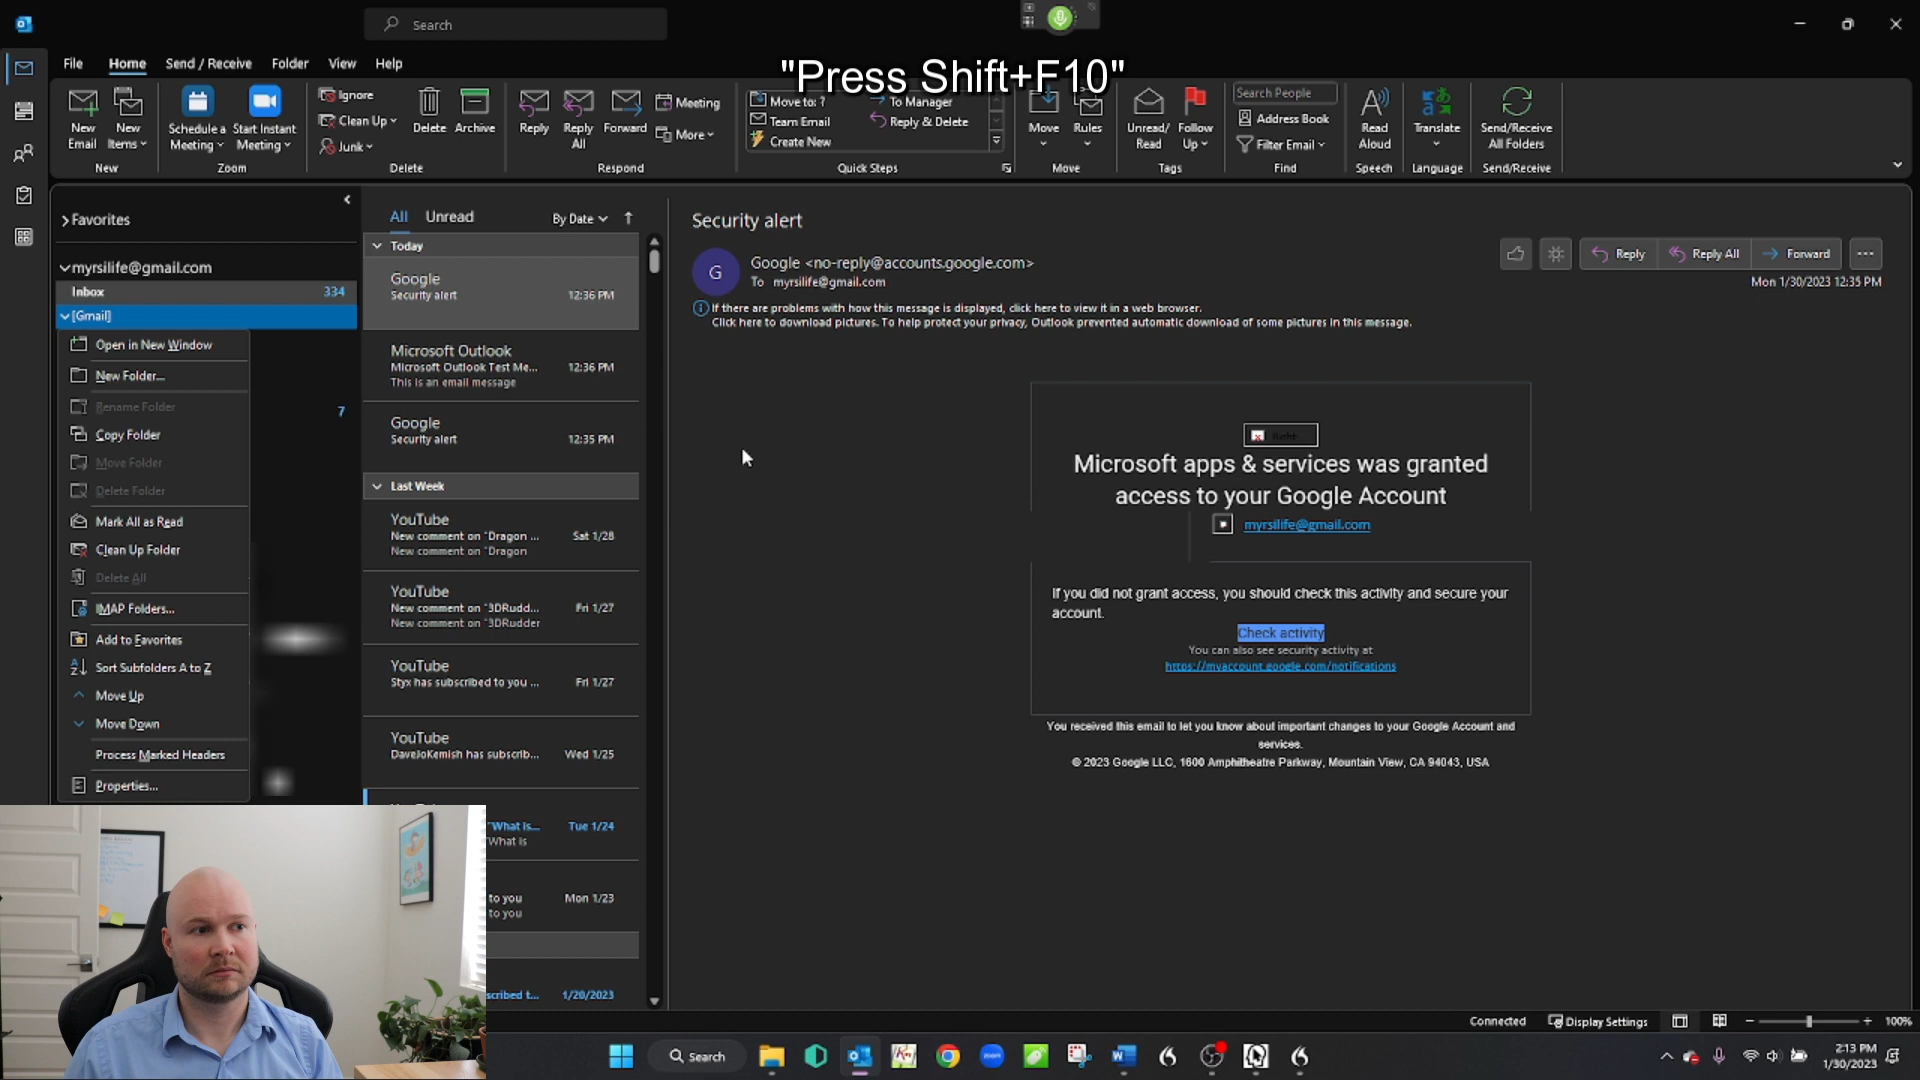 Search
"Press Shift+F10"
File Home Send / Receive Folder View Help
New Email
New Items
New
Schedule a Meeting
Start Instant Meeting
Zoom
Ignore
Clean Up
Junk
Delete
Archive
Delete
Reply
Reply All
Forward
Meeting
More
Respond
Move to: ?
Team Email
Create New
To Manager
Reply & Delete
Quick Steps
Move
Rules
Move
Unread/ Read
Follow Up
Tags
Search People
Address Book
Filter Email
Find
Read Aloud
Speech
Translate
Language
Send/Receive All Folders
Send/Receive
Favorites
myrsilife@gmail.com
Inbox 334
[Gmail]
7
Open in New Window
New Folder...
Rename Folder
Copy Folder
Move Folder
Delete Folder
Mark All as Read
Clean Up Folder
Delete All
IMAP Folders...
Add to Favorites
Sort Subfolders A to Z
Move Up
Move Down
Process Marked Headers
Properties...
All Unread By Date
Today
Google
Security alert 12:36 PM
Microsoft Outlook
Microsoft Outlook Test Me... 12:36 PM
This is an email message
Google
Security alert 12:35 PM
Last Week
YouTube
New comment on "Dragon ... Sat 1/28
New comment on "Dragon
YouTube
New comment on "3DRudd... Fri 1/27
New comment on "3DRudder
YouTube
Styx has subscribed to you ... Fri 1/27
YouTube
DaveJoKemish has subscrib... Wed 1/25
"What is... Tue 1/24
"What is
to you Mon 1/23
to you
scribed t... 1/20/2023
Security alert
G
Google <no-reply@accounts.google.com>
To myrsilife@gmail.com
Reply Reply All Forward
Mon 1/30/2023 12:35 PM
If there are problems with how this message is displayed, click here to view it in a web browser.
Click here to download pictures. To help protect your privacy, Outlook prevented automatic download of some pictures in this message.
Microsoft apps & services was granted
access to your Google Account
myrsilife@gmail.com
If you did not grant access, you should check this activity and secure your
account.
Check activity
You can also see security activity at
https://myaccount.google.com/notifications
You received this email to let you know about important changes to your Google Account and
services.
© 2023 Google LLC, 1600 Amphitheatre Parkway, Mountain View, CA 94043, USA
Connected Display Settings 100%
Search
2:13 PM
1/30/2023